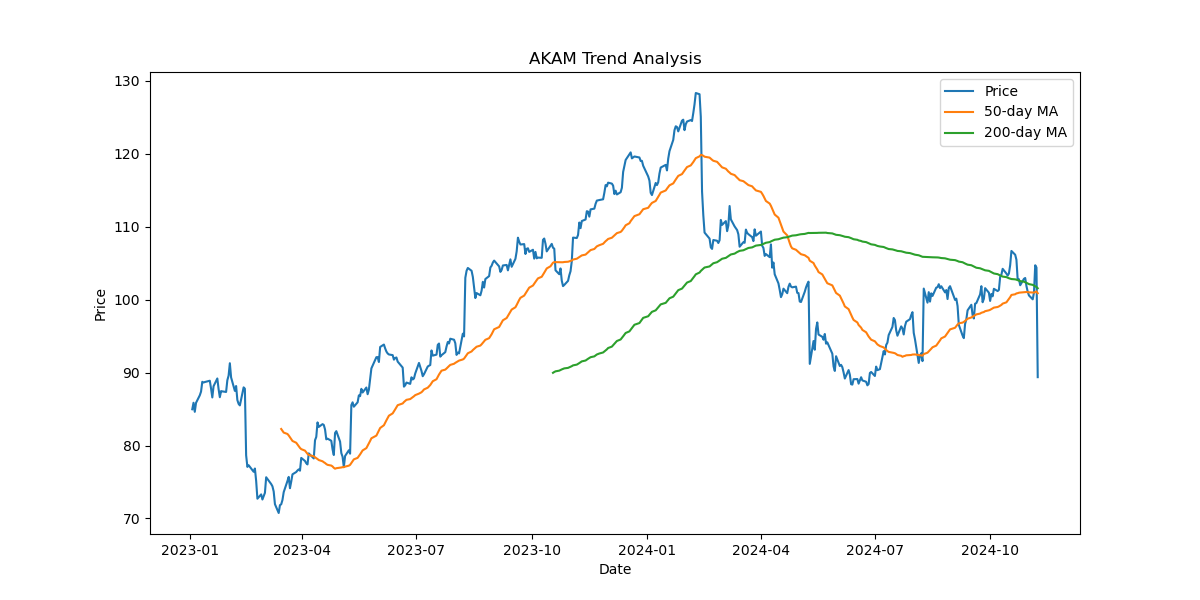 AKAM Trend Analysis
Price
50-day MA
200-day MA
130
120
110
100
90
80
70
Price
2023-01
2023-04
2023-07
2023-10
2024-01
2024-04
2024-07
2024-10
Date